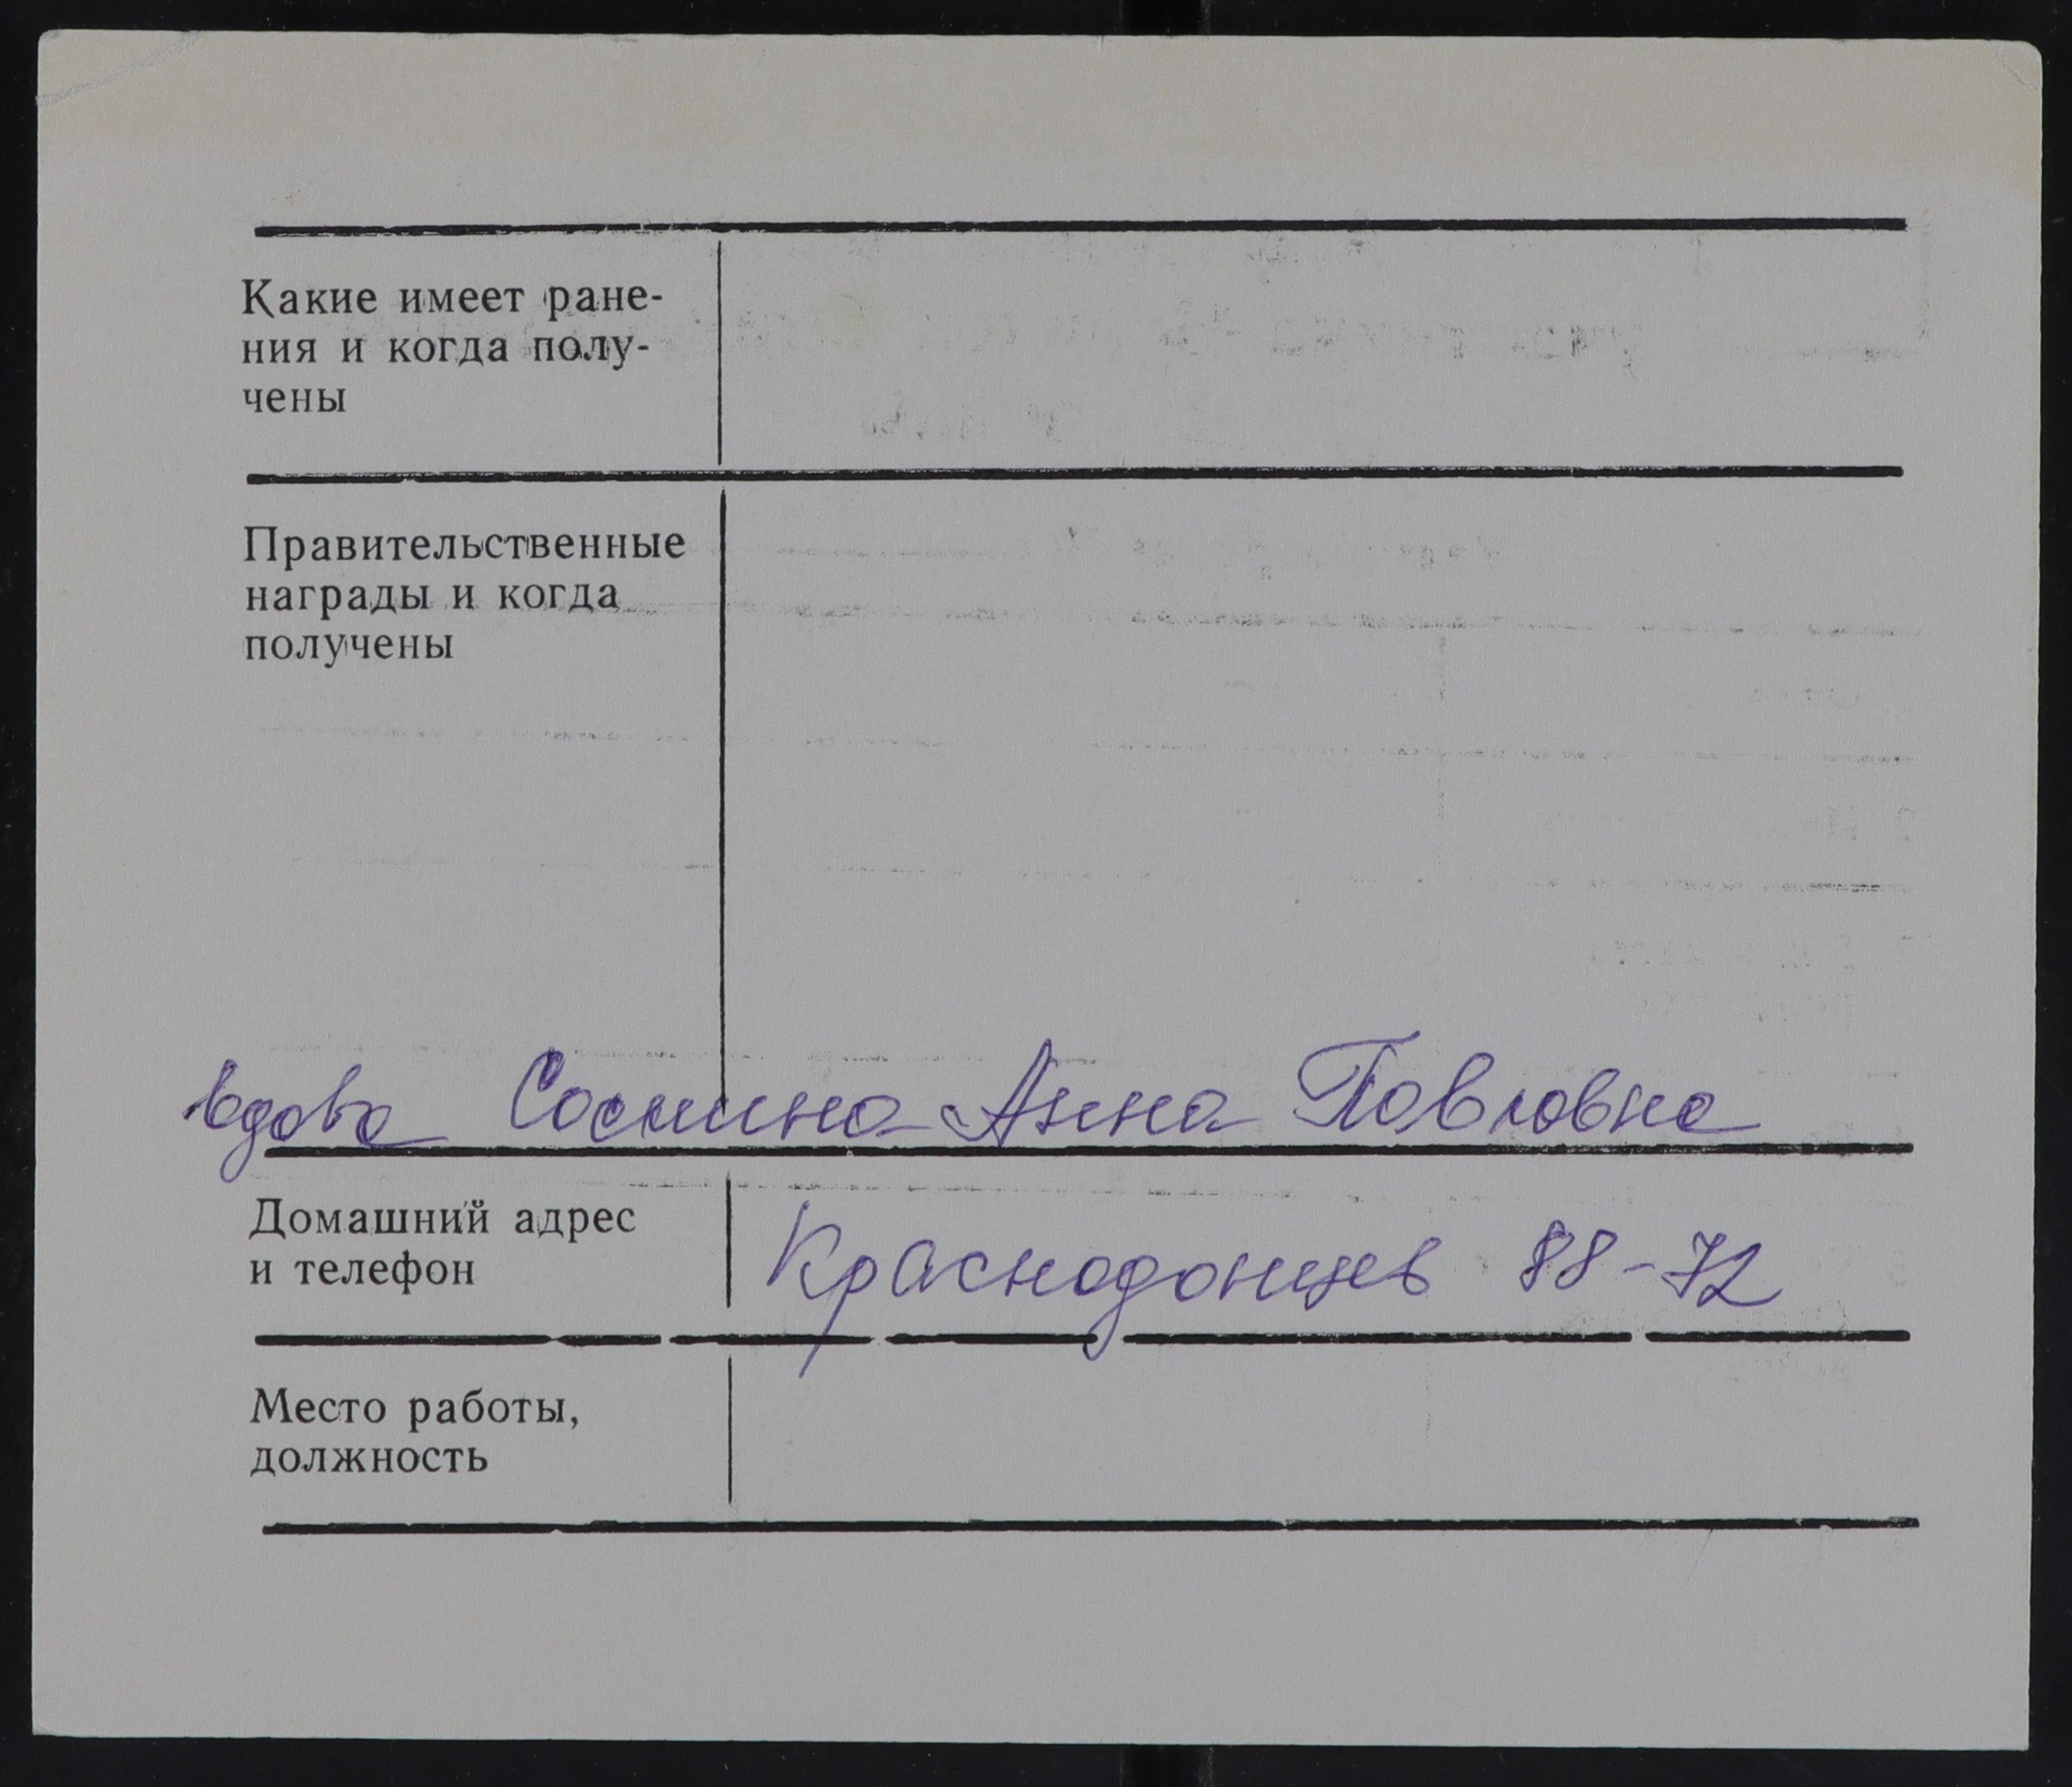 Какие имеет ране-
ния и когда полу-
чены
Правительственные
награды и когда
получены
вдова Соснина Анна Павловна
Домашний адрес
и телефон
Краснодонцев 88-72
Место работы,
должность